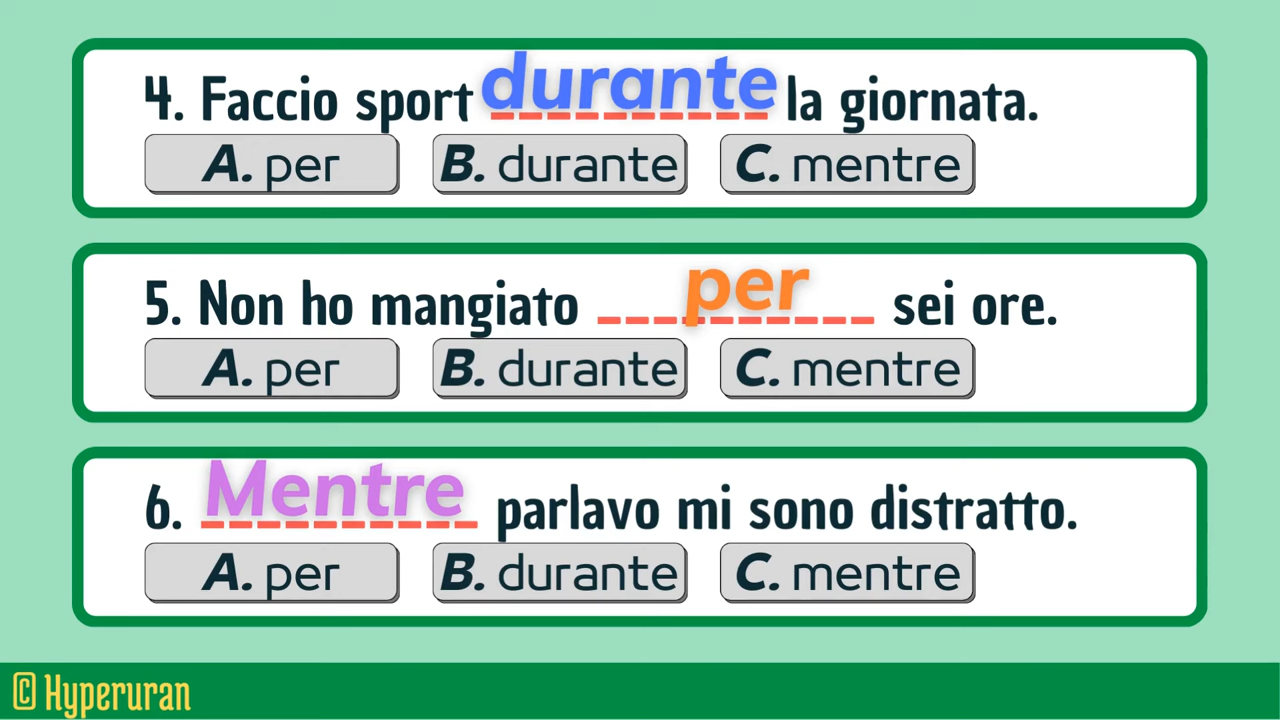 4. Faccio sport durante la giornata.
A. per B. durante C. mentre
5. Non ho mangiato per sei ore.
A. per B. durante C. mentre
6. Mentre parlavo mi sono distratto.
A. per B. durante C. mentre
© Hyperuran